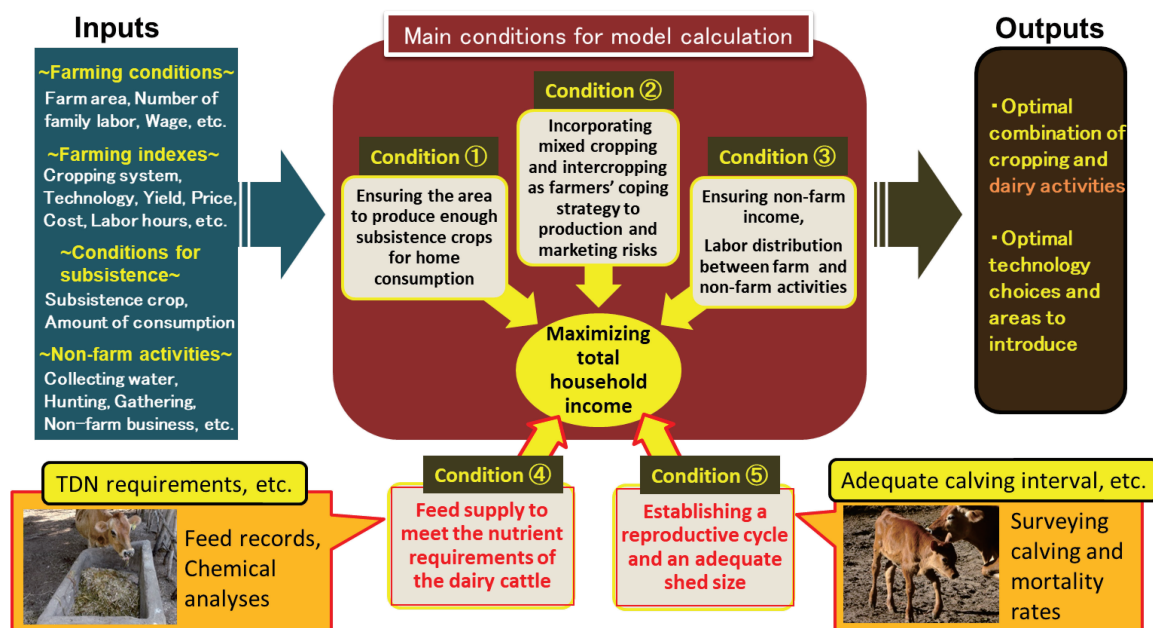 Inputs
~Farming conditions~
Farm area, Number of
family labor, Wage, etc.
~Farming indexes~
Cropping system,
Technology, Yield, Price,
Cost, Labor hours, etc.
~Conditions for
subsistence~
Subsistence crop,
Amount of consumption
~Non-farm activities~
Collecting water,
Hunting, Gathering,
Non-farm business, etc.
Main conditions for model calculation
Condition ①
Ensuring the area
to produce enough
subsistence crops
for home
consumption
Condition ②
Incorporating
mixed cropping
and intercropping
as farmers' coping
strategy to
production and
marketing risks
Condition ③
Ensuring non-farm
income,
Labor distribution
between farm and
non-farm activities
Maximizing
total
household
income
Outputs
・Optimal
combination of
cropping and
dairy activities
・Optimal
technology
choices and
areas to
introduce
TDN requirements, etc.
Feed records,
Chemical
analyses
Condition ④
Feed supply to
meet the nutrient
requirements of
the dairy cattle
Condition ⑤
Establishing a
reproductive cycle
and an adequate
shed size
Adequate calving interval, etc.
Surveying
calving and
mortality
rates